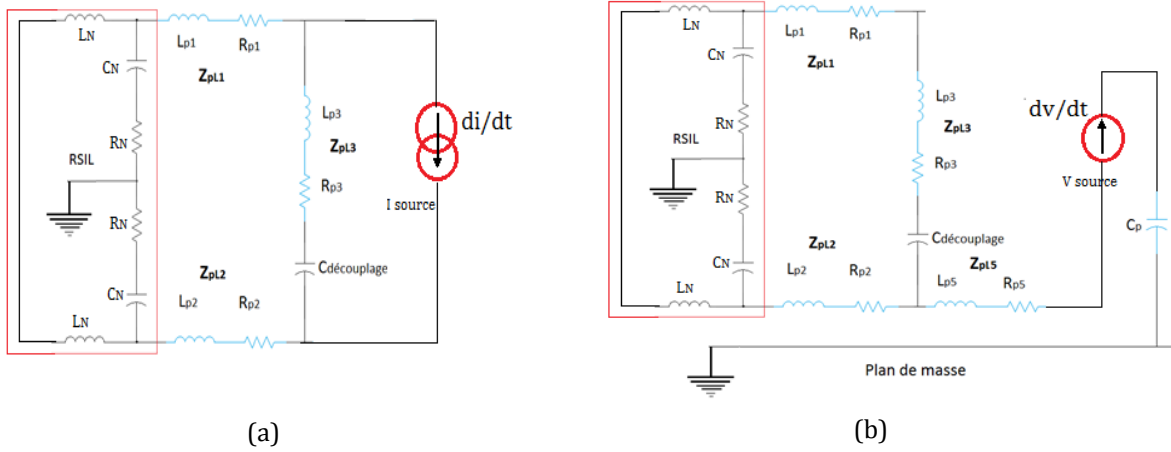 LN
Lp1
Rp1
ZpL1
CN
RN
RSIL
RN
CN
LN
Lp3
ZpL3
Rp3
di/dt
I source
Cdécouplage
ZpL2
Lp2
Rp2
(a)
LN
Lp1
Rp1
ZpL1
CN
RN
RSIL
RN
CN
LN
Lp3
ZpL3
Rp3
dv/dt
V source
Cp
Cdécouplage
ZpL2
Lp2
Rp2
ZpL5
Lp5
Rp5
Plan de masse
(b)